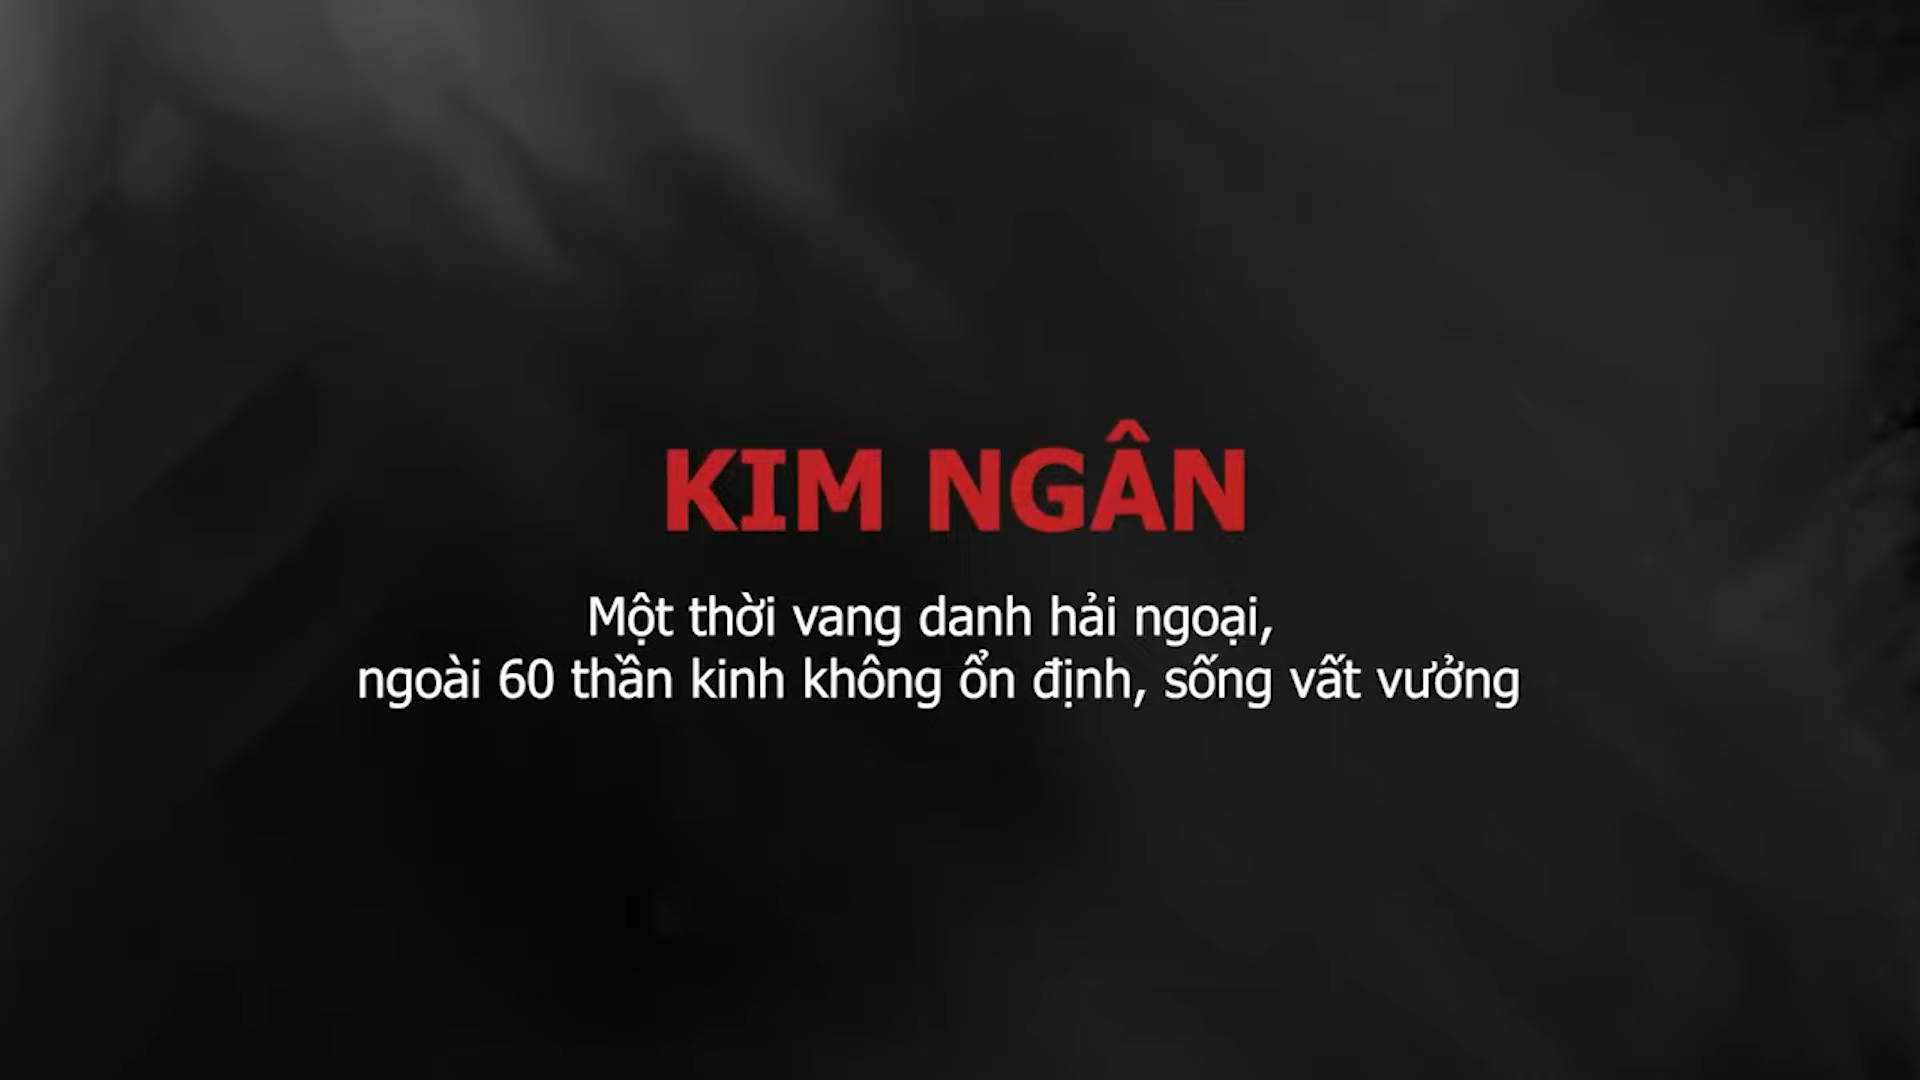 KIM NGÂN
Một thời vang danh hải ngoại,
ngoài 60 thần kinh không ổn định, sống vất vưởng